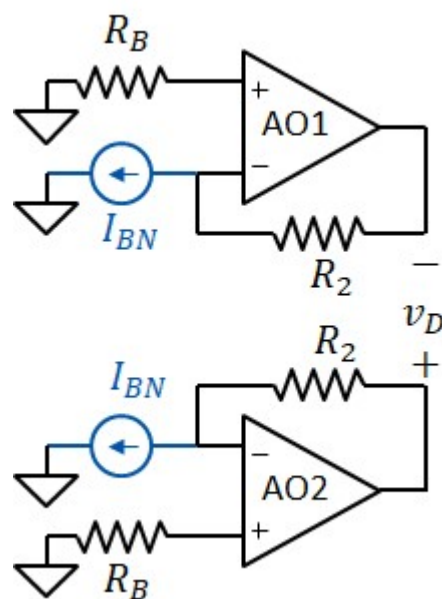 R_B
+
AO1
−
I_BN
R_2
−
v_D
+
R_2
I_BN
−
AO2
+
R_B